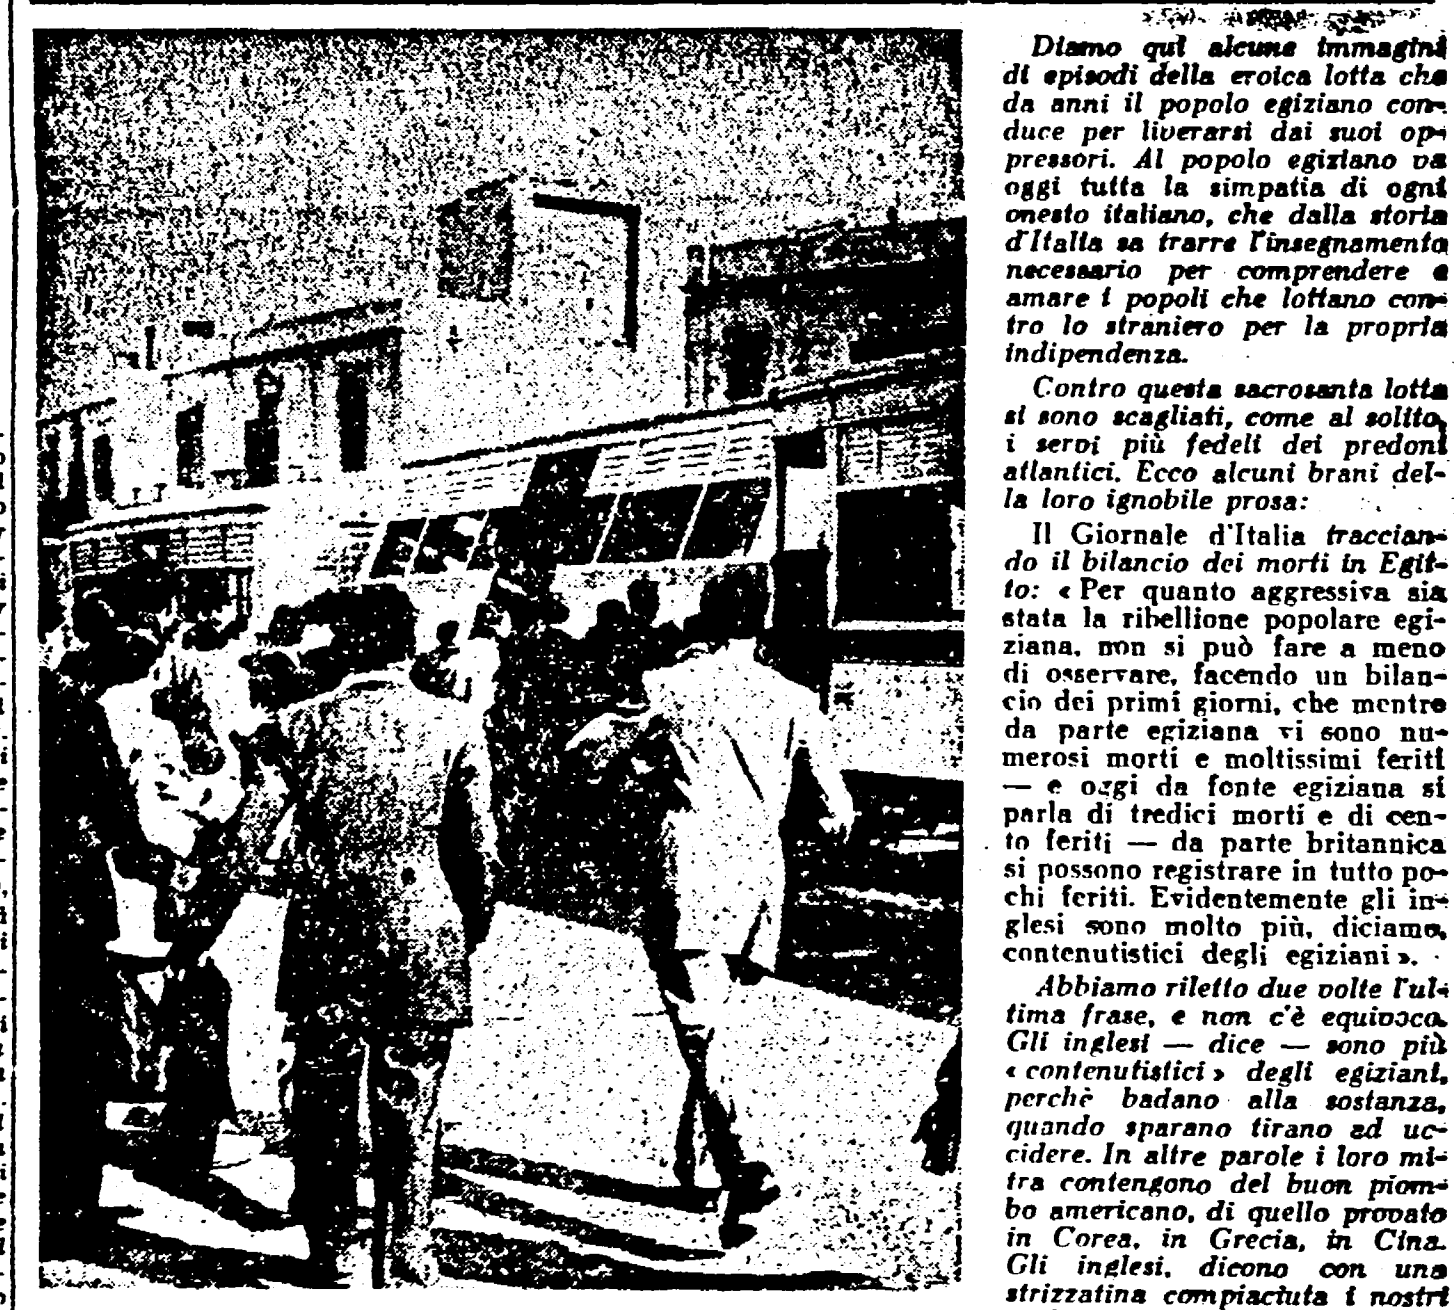 Diamo qui alcune immagini
di episodi della eroica lotta che
da anni il popolo egiziano con-
duce per liverarsi dai suoi op-
pressori. Al popolo egiziano va
oggi tutta la simpatia di ogni
onesto italiano, che dalla storia
d'Italia sa trarre l'insegnamento
necessario per comprendere e
amare i popoli che lottano con-
tro lo straniero per la propria
indipendenza.
Contro questa sacrosanta lotta
si sono scagliati, come al solito,
i servi più fedeli dei predoni
atlantici. Ecco alcuni brani del-
la loro ignobile prosa:
Il Giornale d'Italia traccian-
do il bilancio dei morti in Egit-
to: « Per quanto aggressiva sia
stata la ribellione popolare egi-
ziana, non si può fare a meno
di osservare, facendo un bilan-
cio dei primi giorni, che mentre
da parte egiziana vi sono nu-
merosi morti e moltissimi feriti
— e oggi da fonte egiziana si
parla di tredici morti e di cen-
to feriti — da parte britannica
si possono registrare in tutto po-
chi feriti. Evidentemente gli in-
glesi sono molto più, diciamo,
contenutistici degli egiziani ».
Abbiamo riletto due volte l'ul-
tima frase, e non c'è equivoco.
Gli inglesi — dice — sono più
« contenutistici » degli egiziani,
perchè badano alla sostanza,
quando sparano tirano ad uc-
cidere. In altre parole i loro mi-
tra contengono del buon piom-
bo americano, di quello provato
in Corea, in Grecia, in Cina.
Gli inglesi, dicono con una
strizzatina compiaciuta i nostri